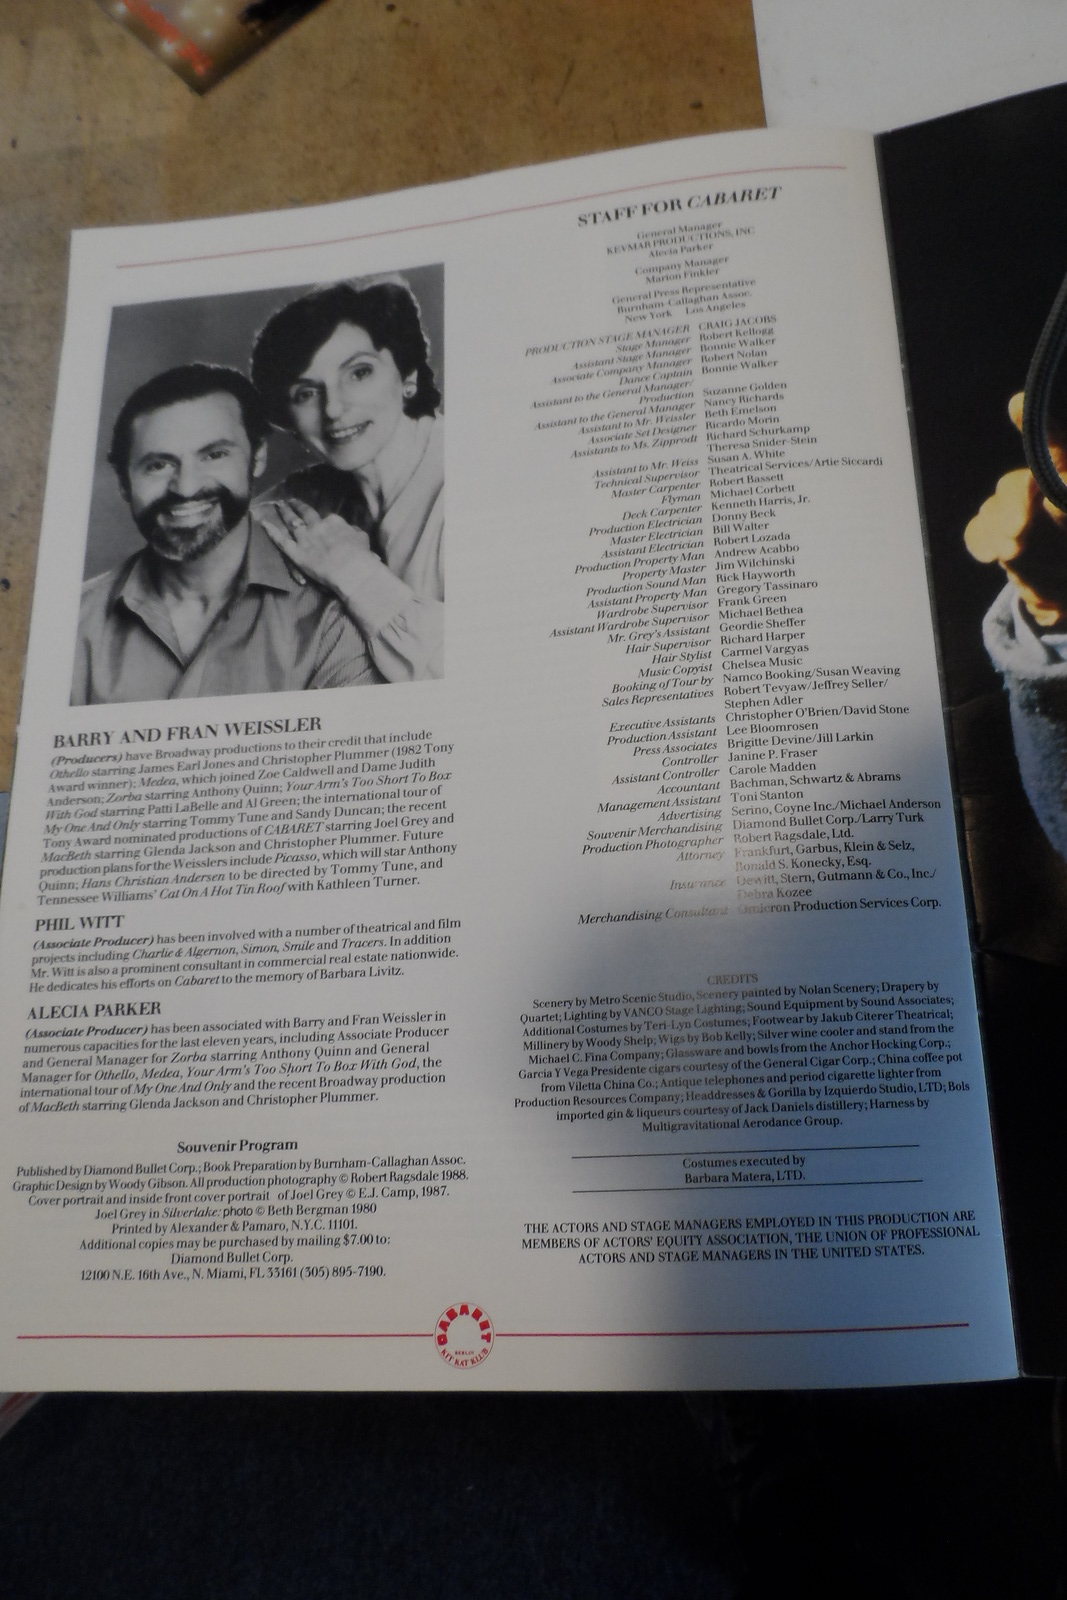 BARRY AND FRAN WEISSLER
(Producers) have Broadway productions to their credit that include
Othello starring James Earl Jones and Christopher Plummer (1982 Tony
Award winner); Medea, which joined Zoe Caldwell and Dame Judith
Anderson; Zorba starring Anthony Quinn; Your Arm's Too Short To Box
With God starring Patti LaBelle and Al Green; the international tour of
My One And Only starring Tommy Tune and Sandy Duncan; the recent
Tony Award nominated productions of CABARET starring Joel Grey and
MacBeth starring Glenda Jackson and Christopher Plummer. Future
production plans for the Weisslers include Picasso, which will star Anthony
Quinn; Hans Christian Andersen to be directed by Tommy Tune, and
Tennessee Williams' Cat On A Hot Tin Roof with Kathleen Turner.
PHIL WITT
(Associate Producer) has been involved with a number of theatrical and film
projects including Charlie & Algernon, Simon, Smile and Tracers. In addition
Mr. Witt is also a prominent consultant in commercial real estate nationwide.
He dedicates his efforts on Cabaret to the memory of Barbara Livitz.
ALECIA PARKER
(Associate Producer) has been associated with Barry and Fran Weissler in
numerous capacities for the last eleven years, including Associate Producer
and General Manager for Zorba starring Anthony Quinn and General
Manager for Othello, Medea, Your Arm's Too Short To Box With God, the
international tour of My One And Only and the recent Broadway production
of MacBeth starring Glenda Jackson and Christopher Plummer.
Souvenir Program
Published by Diamond Bullet Corp.; Book Preparation by Burnham-Callaghan Assoc.
Graphic Design by Woody Gibson. All production photography © Robert Ragsdale 1988.
Cover portrait and inside front cover portrait of Joel Grey © E.J. Camp, 1987.
Joel Grey in Silverlake: photo © Beth Bergman 1980
Printed by Alexander & Pamaro, N.Y.C. 11101.
Additional copies may be purchased by mailing $7.00 to:
Diamond Bullet Corp.
12100 N.E. 16th Ave., N. Miami, FL 33161 (305) 895-7190.
STAFF FOR CABARET
General Manager
KEVMAR PRODUCTIONS, INC
Alecia Parker
Company Manager
Marion Finkler
General Press Representative
Burnham-Callaghan Assoc.
New York Los Angeles
PRODUCTION STAGE MANAGER CRAIG JACOBS
Stage Manager Robert Kellogg
Assistant Stage Manager Bonnie Walker
Associate Company Manager Robert Nolan
Dance Captain Bonnie Walker
Assistant to the General Manager/
Production Suzanne Golden
Assistant to the General Manager Nancy Richards
Assistant to Mr. Weissler Beth Emelson
Associate Set Designer Ricardo Morin
Assistants to Ms. Zipprodt Richard Schurkamp
Theresa Snider-Stein
Assistant to Mr. Weiss Susan A. White
Technical Supervisor Theatrical Services/Artie Siccardi
Master Carpenter Robert Bassett
Flyman Michael Corbett
Deck Carpenter Kenneth Harris, Jr.
Production Electrician Donny Beck
Master Electrician Bill Walter
Assistant Electrician Robert Lozada
Production Property Man Andrew Acabbo
Property Master Jim Wilchinski
Production Sound Man Rick Hayworth
Assistant Property Man Gregory Tassinaro
Wardrobe Supervisor Frank Green
Assistant Wardrobe Supervisor Michael Bethea
Mr. Grey's Assistant Geordie Sheffer
Hair Supervisor Richard Harper
Hair Stylist Carmel Vargyas
Music Copyist Chelsea Music
Booking of Tour by Namco Booking/Susan Weaving
Sales Representatives Robert Tevyaw/Jeffrey Seller/
Stephen Adler
Executive Assistants Christopher O'Brien/David Stone
Production Assistant Lee Bloomrosen
Press Associates Brigitte Devine/Jill Larkin
Controller Janine P. Fraser
Assistant Controller Carole Madden
Accountant Bachman, Schwartz & Abrams
Management Assistant Toni Stanton
Advertising Serino, Coyne Inc./Michael Anderson
Souvenir Merchandising Diamond Bullet Corp./Larry Turk
Production Photographer Robert Ragsdale, Ltd.
Attorney Frankfurt, Garbus, Klein & Selz,
Ronald S. Konecky, Esq.
Insurance Dewitt, Stern, Gutmann & Co., Inc./
Debra Kozee
Merchandising Consultant Omicron Production Services Corp.
CREDITS
Scenery by Metro Scenic Studio, Scenery painted by Nolan Scenery; Drapery by
Quartet; Lighting by VANCO Stage Lighting; Sound Equipment by Sound Associates;
Additional Costumes by Teri-Lyn Costumes; Footwear by Jakub Citerer Theatrical;
Millinery by Woody Shelp; Wigs by Bob Kelly; Silver wine cooler and stand from the
Michael C. Fina Company; Glassware and bowls from the Anchor Hocking Corp.;
Garcia Y Vega Presidente cigars courtesy of the General Cigar Corp.; China coffee pot
from Viletta China Co.; Antique telephones and period cigarette lighter from
Production Resources Company; Headdresses & Gorilla by Izquierdo Studio, LTD; Bols
imported gin & liqueurs courtesy of Jack Daniels distillery; Harness by
Multigravitational Aerodance Group.
Costumes executed by
Barbara Matera, LTD.
THE ACTORS AND STAGE MANAGERS EMPLOYED IN THIS PRODUCTION ARE
MEMBERS OF ACTORS' EQUITY ASSOCIATION, THE UNION OF PROFESSIONAL
ACTORS AND STAGE MANAGERS IN THE UNITED STATES.
CABARET
BERLIN
KIT KAT KLUB